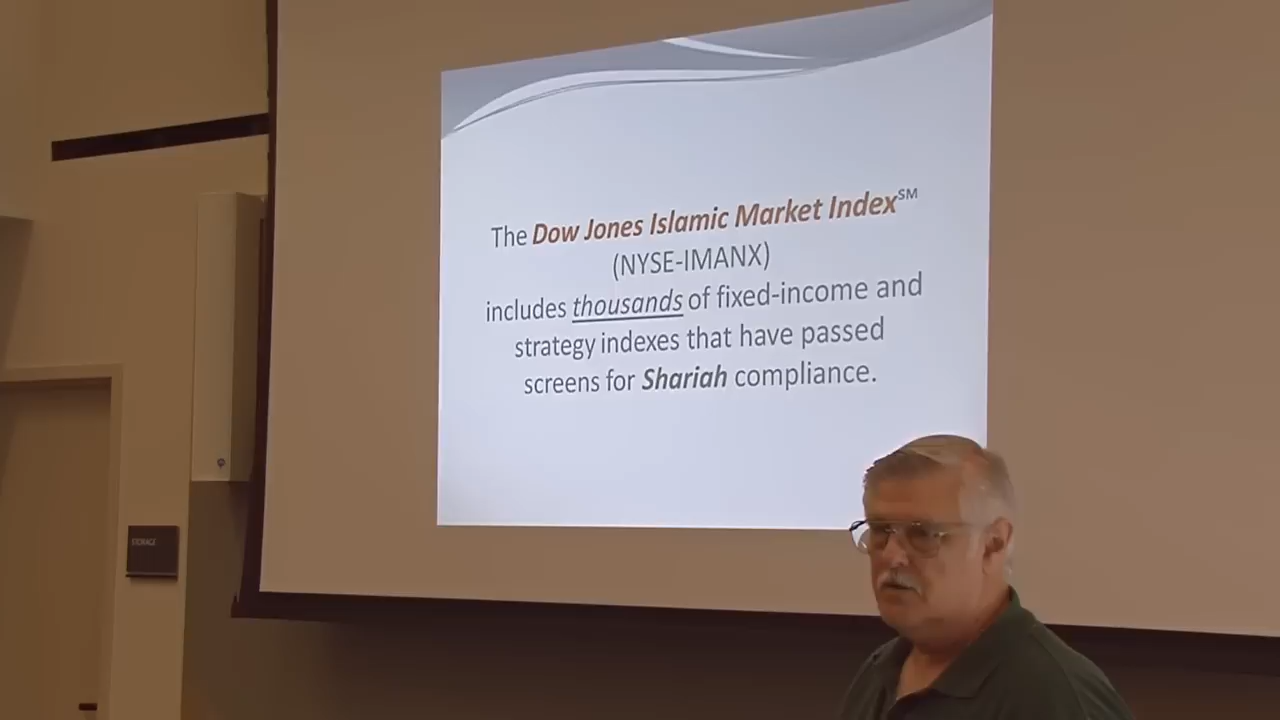 The Dow Jones Islamic Market Index℠
(NYSE-IMANX)
includes thousands of fixed-income and
strategy indexes that have passed
screens for Shariah compliance.
STORAGE